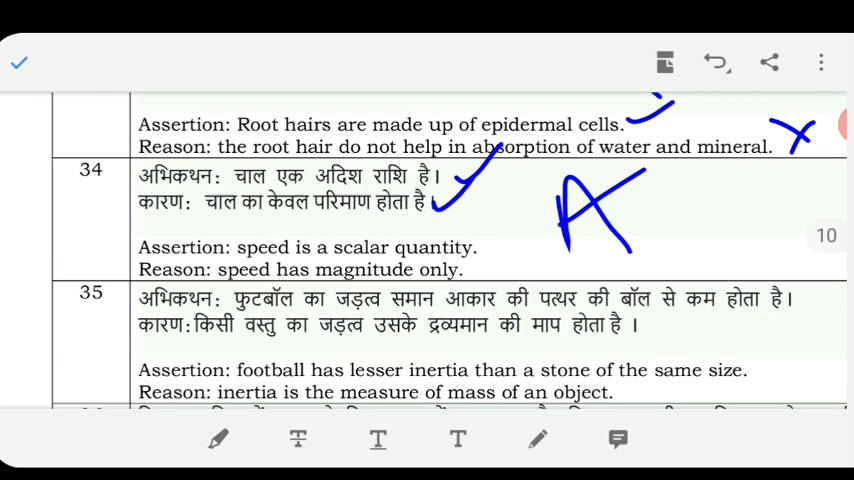 Assertion: Root hairs are made up of epidermal cells.
Reason: the root hair do not help in absorption of water and mineral.
34
अभिकथन: चाल एक अदिश राशि है।
कारण: चाल का केवल परिमाण होता है।
A
10
Assertion: speed is a scalar quantity.
Reason: speed has magnitude only.
35
अभिकथन: फुटबॉल का जड़त्व समान आकार की पत्थर की बॉल से कम होता है।
कारण:किसी वस्तु का जड़त्व उसके द्रव्यमान की माप होता है ।
Assertion: football has lesser inertia than a stone of the same size.
Reason: inertia is the measure of mass of an object.
T
T
T